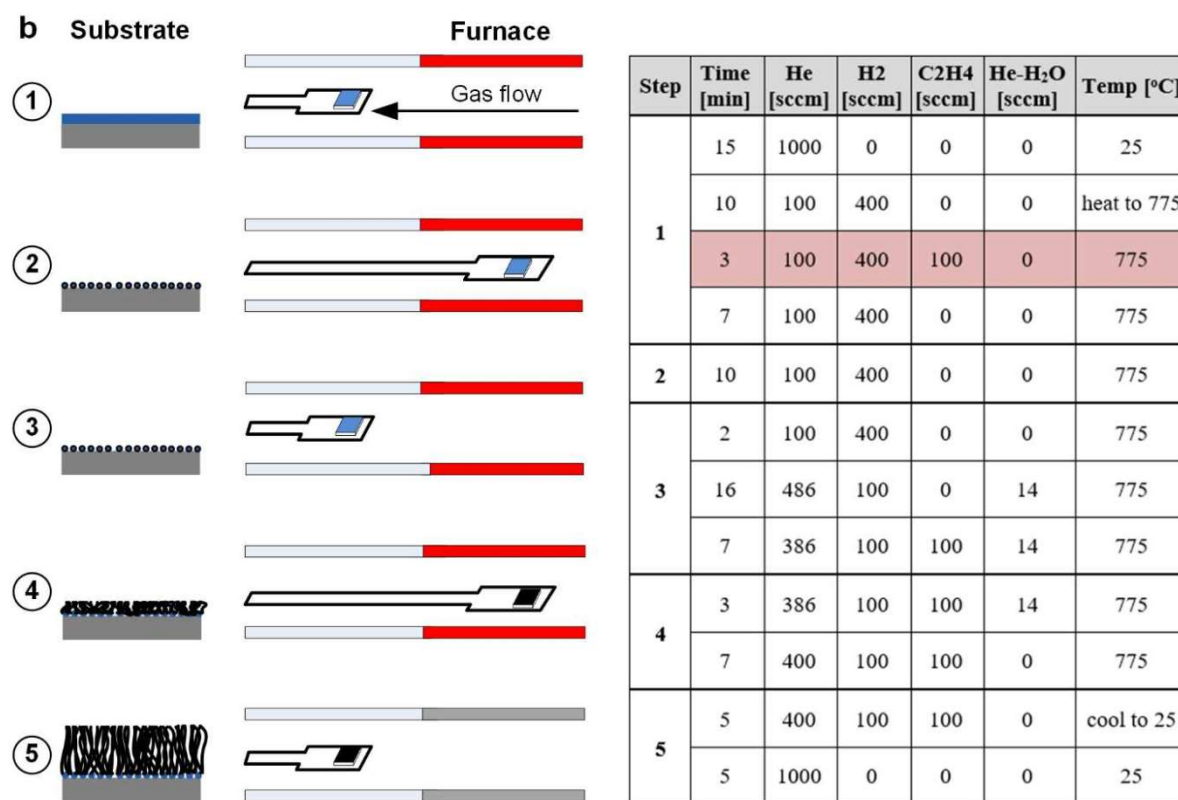 b Substrate Furnace
1
Gas flow
2
3
4
5
Step Time [min] He [sccm] H2 [sccm] C2H4 [sccm] He-H₂O [sccm] Temp [°C]
1 15 1000 0 0 0 25
10 100 400 0 0 heat to 775
3 100 400 100 0 775
7 100 400 0 0 775
2 10 100 400 0 0 775
3 2 100 400 0 0 775
16 486 100 0 14 775
7 386 100 100 14 775
4 3 386 100 100 14 775
7 400 100 100 0 775
5 5 400 100 100 0 cool to 25
5 1000 0 0 0 25